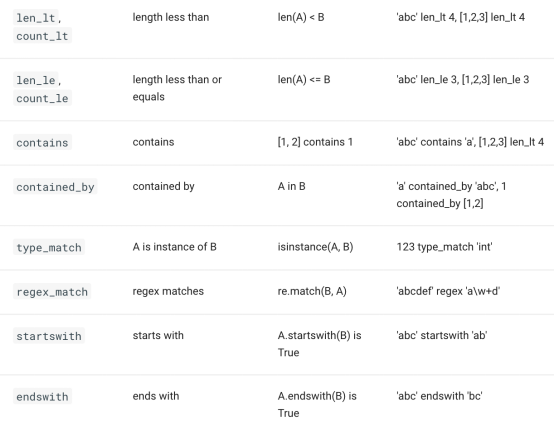 len_lt, length less than len(A) < B 'abc' len_lt 4, [1,2,3] len_lt 4
count_lt
len_le, length less than or len(A) <= B 'abc' len_le 3, [1,2,3] len_le 3
count_le equals
contains contains [1, 2] contains 1 'abc' contains 'a', [1,2,3] len_lt 4
contained_by contained by A in B 'a' contained_by 'abc', 1
contained_by [1,2]
type_match A is instance of B isinstance(A, B) 123 type_match 'int'
regex_match regex matches re.match(B, A) 'abcdef' regex 'a\w+d'
startswith starts with A.startswith(B) is 'abc' startswith 'ab'
True
endswith ends with A.endswith(B) is 'abc' endswith 'bc'
True